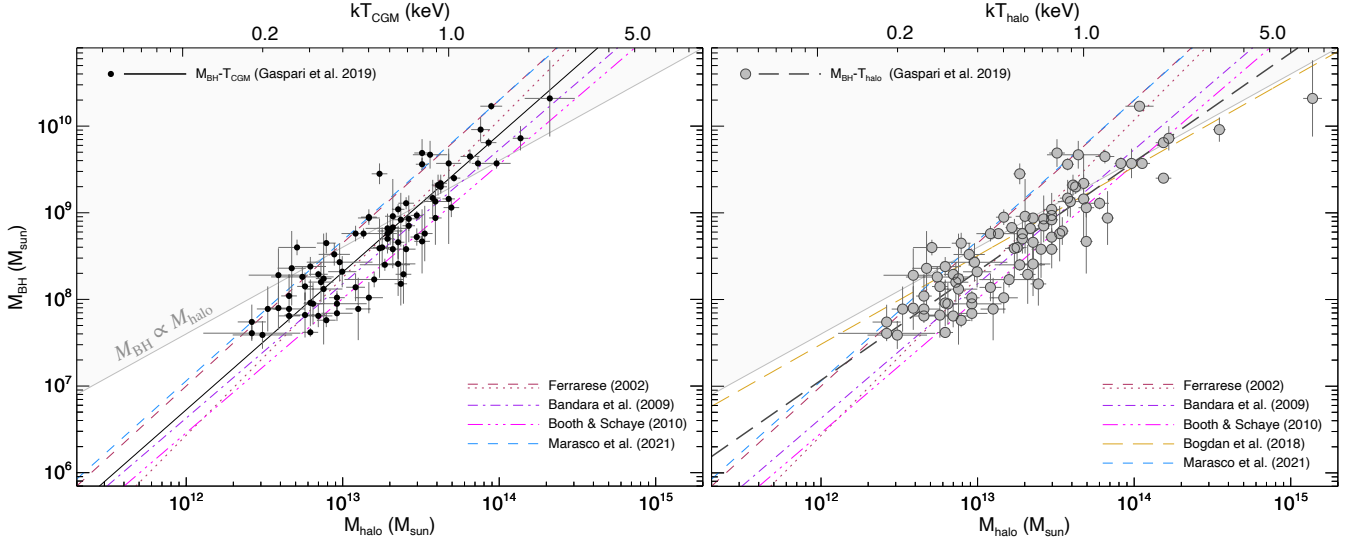 kT_CGM (keV)
0.2 1.0 5.0
M_BH-T_CGM (Gaspari et al. 2019)
10^10
10^9
10^8
10^7
10^6
M_BH (M_sun)
M_BH ∝ M_halo
Ferrarese (2002)
Bandara et al. (2009)
Booth & Schaye (2010)
Marasco et al. (2021)
10^12 10^13 10^14 10^15
M_halo (M_sun)
kT_halo (keV)
0.2 1.0 5.0
M_BH-T_halo (Gaspari et al. 2019)
Ferrarese (2002)
Bandara et al. (2009)
Booth & Schaye (2010)
Bogdan et al. (2018)
Marasco et al. (2021)
10^12 10^13 10^14 10^15
M_halo (M_sun)